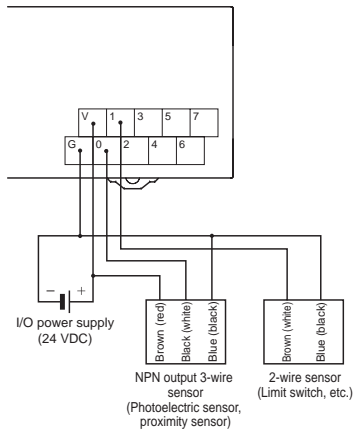 V 1 3 5 7
G 0 2 4 6
− +
I/O power supply
(24 VDC)
Brown (red)
Black (white)
Blue (black)
Brown (white)
Blue (black)
NPN output 3-wire
sensor
(Photoelectric sensor,
proximity sensor)
2-wire sensor
(Limit switch, etc.)